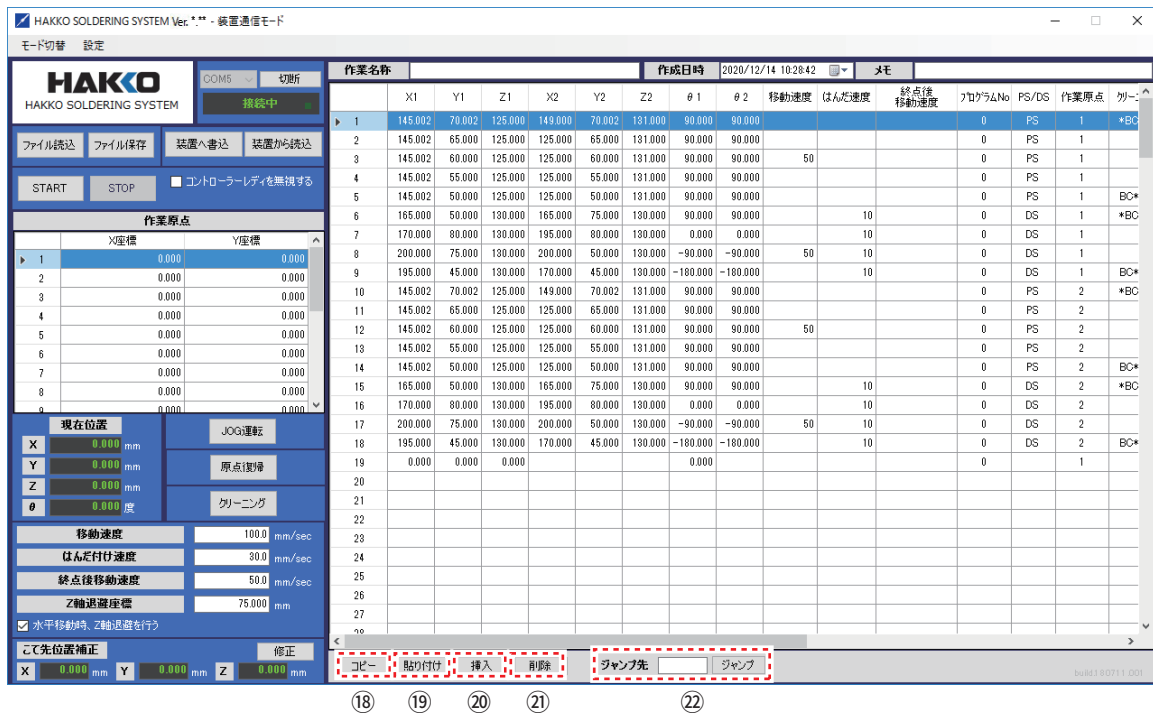 HAKKO SOLDERING SYSTEM Ver. *.** - 装置通信モード
モード切替 設定
HAKKO
HAKKO SOLDERING SYSTEM
COM5 切断
接続中
ファイル読込 ファイル保存 装置へ書込 装置から読込
START STOP コントローラーレディを無視する
作業原点
X座標 Y座標
1 0.000 0.000
2 0.000 0.000
3 0.000 0.000
4 0.000 0.000
5 0.000 0.000
6 0.000 0.000
7 0.000 0.000
8 0.000 0.000
9 0.000 0.000
現在位置
X 0.000 mm
Y 0.000 mm
Z 0.000 mm
θ 0.000 度
JOG運転
原点復帰
クリーニング
移動速度 100.0 mm/sec
はんだ付け速度 30.0 mm/sec
終点後移動速度 50.0 mm/sec
Z軸退避座標 75.000 mm
水平移動時、Z軸退避を行う
こて先位置補正 修正
X 0.000 mm Y 0.000 mm Z 0.000 mm
作業名称 作成日時 2020/12/14 10:28:42 メモ
X1 Y1 Z1 X2 Y2 Z2 θ1 θ2 移動速度 はんだ速度 終点後移動速度 プログラムNo PS/DS 作業原点 クリーニ
1 145.002 70.002 125.000 149.000 70.002 131.000 90.000 90.000 0 PS 1 *BC
2 145.002 65.000 125.000 125.000 65.000 131.000 90.000 90.000 0 PS 1
3 145.002 60.000 125.000 125.000 60.000 131.000 90.000 90.000 50 0 PS 1
4 145.002 55.000 125.000 125.000 55.000 131.000 90.000 90.000 0 PS 1
5 145.002 50.000 125.000 125.000 50.000 131.000 90.000 90.000 0 PS 1 BC*
6 165.000 50.000 130.000 165.000 75.000 130.000 90.000 90.000 10 0 DS 1 *BC
7 170.000 80.000 130.000 195.000 80.000 130.000 0.000 0.000 10 0 DS 1
8 200.000 75.000 130.000 200.000 50.000 130.000 -90.000 -90.000 50 10 0 DS 1
9 195.000 45.000 130.000 170.000 45.000 130.000 -180.000 -180.000 10 0 DS 1 BC*
10 145.002 70.002 125.000 149.000 70.002 131.000 90.000 90.000 0 PS 2 *BC
11 145.002 65.000 125.000 125.000 65.000 131.000 90.000 90.000 0 PS 2
12 145.002 60.000 125.000 125.000 60.000 131.000 90.000 90.000 50 0 PS 2
13 145.002 55.000 125.000 125.000 55.000 131.000 90.000 90.000 0 PS 2
14 145.002 50.000 125.000 125.000 50.000 131.000 90.000 90.000 0 PS 2 BC*
15 165.000 50.000 130.000 165.000 75.000 130.000 90.000 90.000 10 0 DS 2 *BC
16 170.000 80.000 130.000 195.000 80.000 130.000 0.000 0.000 10 0 DS 2
17 200.000 75.000 130.000 200.000 50.000 130.000 -90.000 -90.000 50 10 0 DS 2
18 195.000 45.000 130.000 170.000 45.000 130.000 -180.000 -180.000 10 0 DS 2 BC*
19 0.000 0.000 0.000 0.000 0 1
20
21
22
23
24
25
26
27
28
コピー 貼り付け 挿入 削除 ジャンプ先 ジャンプ
build.180711.001
⑱ ⑲ ⑳ ㉑ ㉒